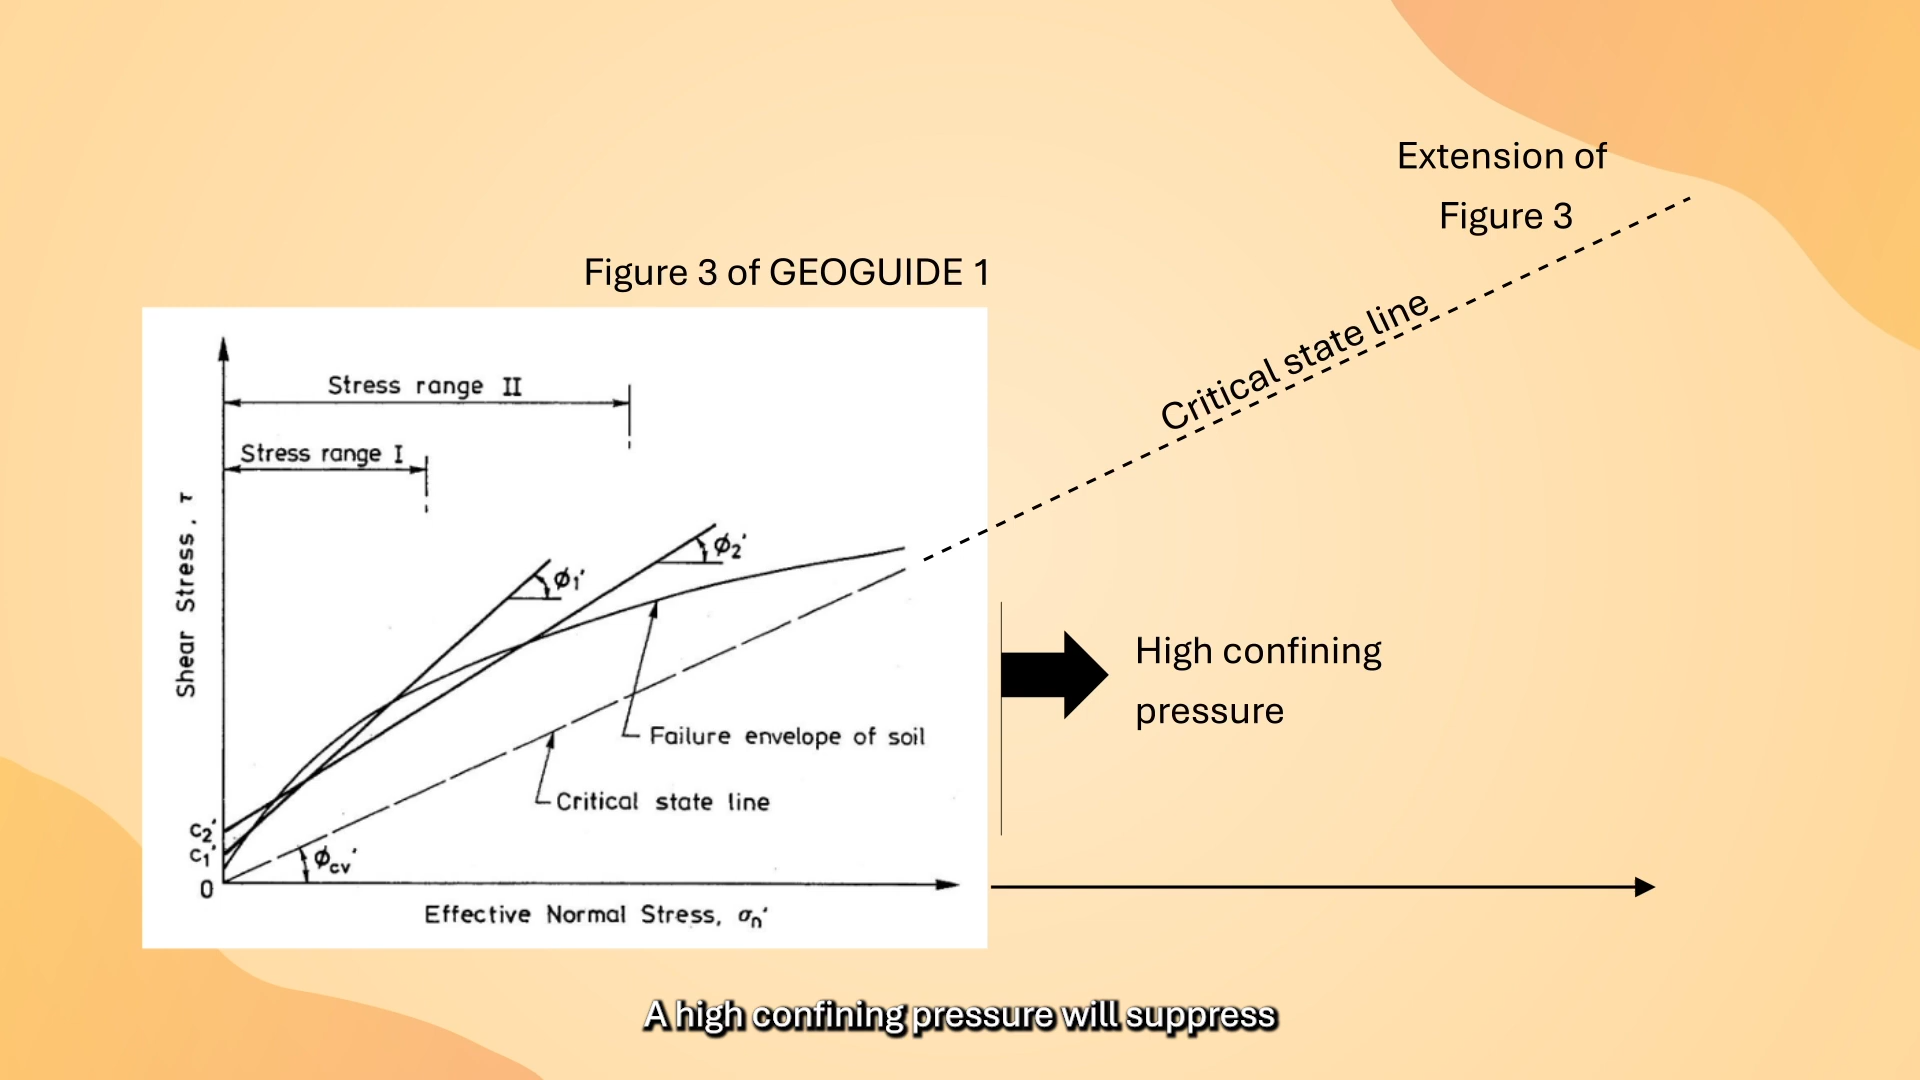 Extension of
Figure 3
Figure 3 of GEOGUIDE 1
Critical state line
Stress range II
Stress range I
Shear Stress, τ
ϕ₂'
ϕ₁'
High confining
pressure
Failure envelope of soil
Critical state line
c₂'
c₁'
ϕcv'
0
Effective Normal Stress, σₙ'
A high confining pressure will suppress